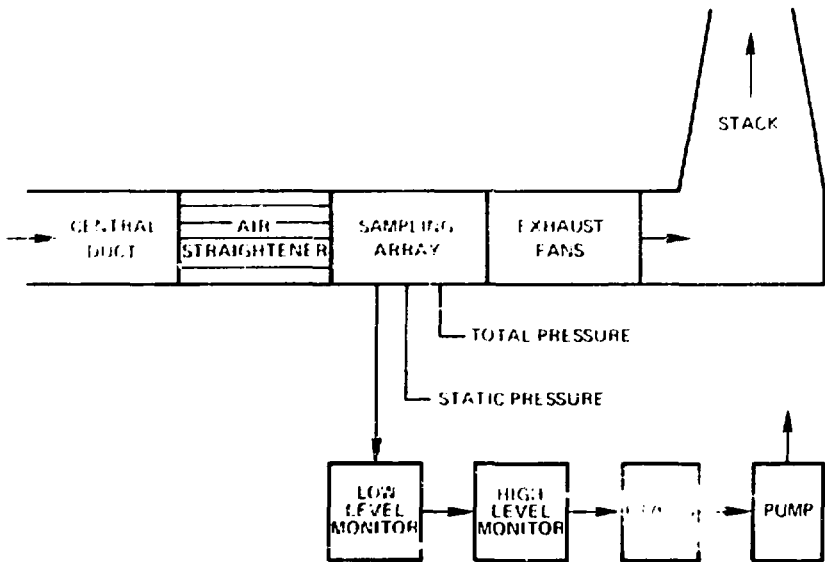 STACK
CENTRAL
DUCT
AIR
STRAIGHTENER
SAMPLING
ARRAY
EXHAUST
FANS
TOTAL PRESSURE
STATIC PRESSURE
LOW
LEVEL
MONITOR
HIGH
LEVEL
MONITOR
PUMP